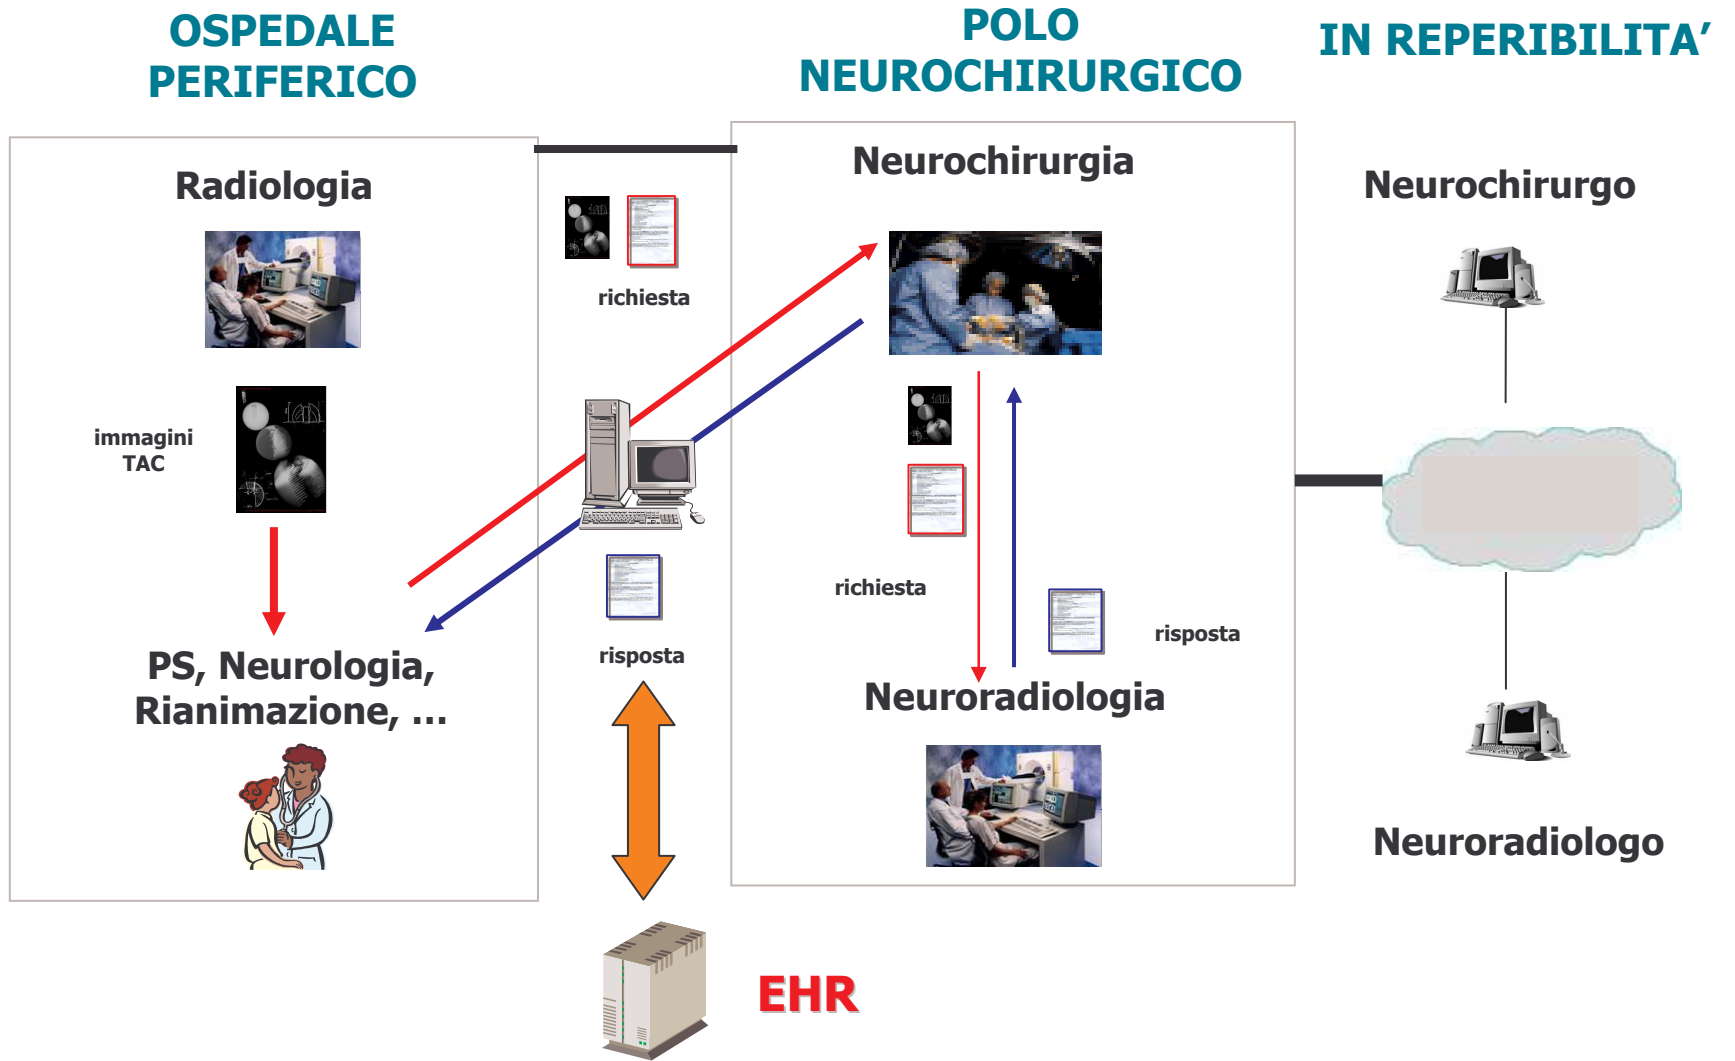 OSPEDALE
PERIFERICO
POLO
NEUROCHIRURGICO
IN REPERIBILITA’
Radiologia
immagini
TAC
PS, Neurologia,
Rianimazione, ...
richiesta
risposta
Neurochirurgia
richiesta
risposta
Neuroradiologia
Neurochirurgo
Neuroradiologo
EHR